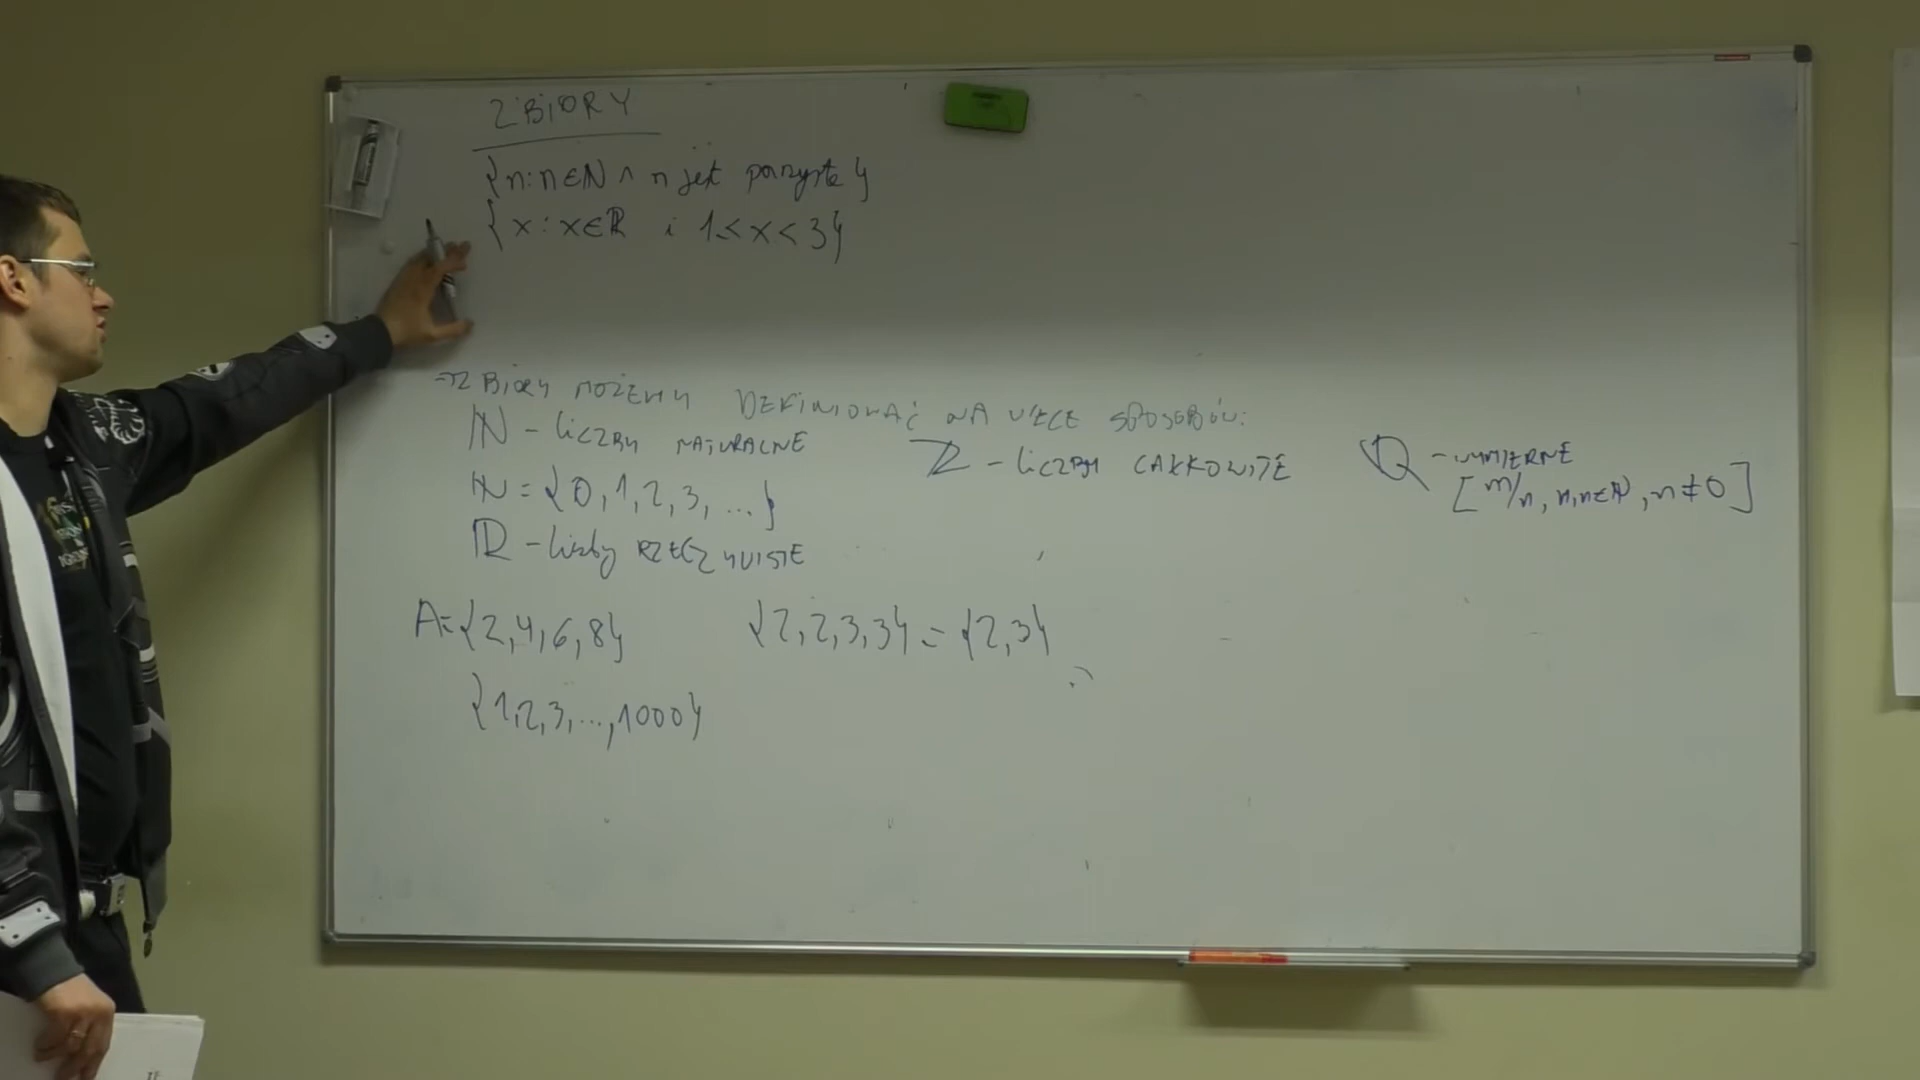 ZBIORY
{n: n∈ℕ ∧ n jest parzyste}
{x: x∈ℝ i 1<x<3}
→ZBIORY MOŻEMY DEFINIOWAĆ NA WIELE SPOSOBÓW:
ℕ - LICZBY NATURALNE
ℤ - LICZBY CAŁKOWITE
ℚ - WYMIERNE
[m/n, n,n∈ℕ, n≠0]
ℕ = {0,1,2,3,...}
ℝ - liczby RZECZYWISTE
A={2,4,6,8}
{2,2,3,3} = {2,3}
{1,2,3,...,1000}